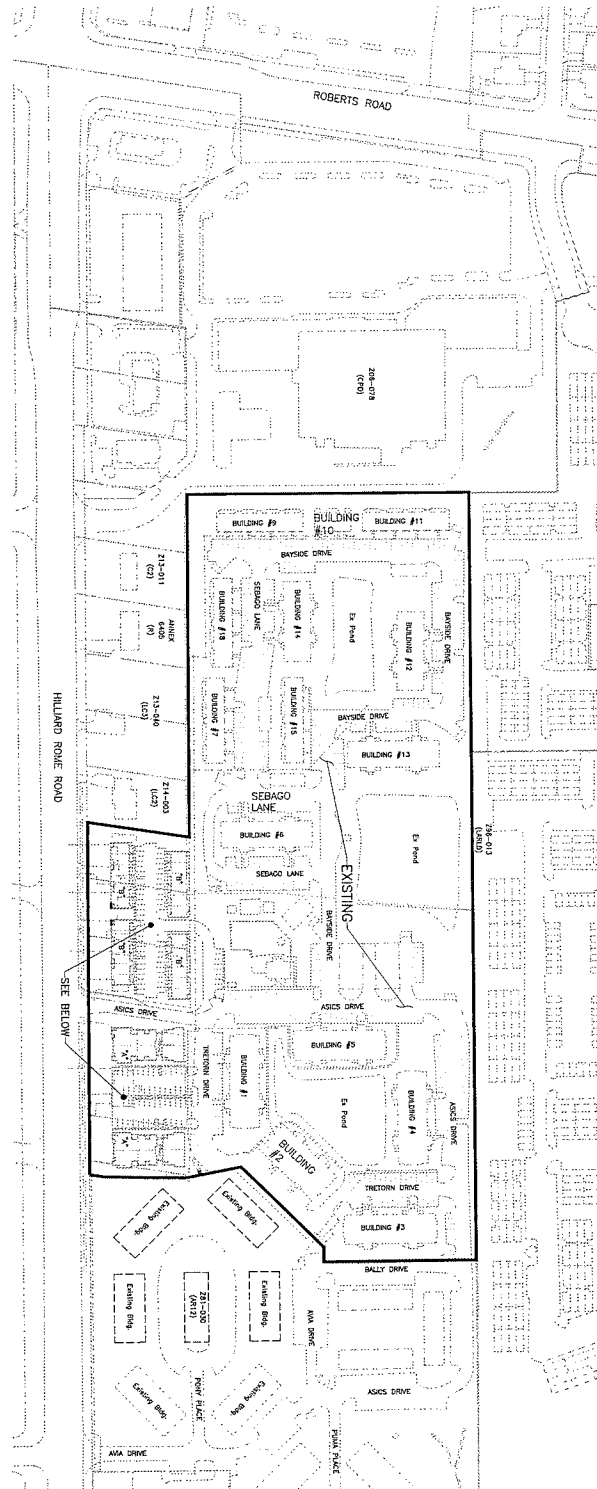 ROBERTS ROAD
Z06-078
(CPD)
BUILDING #9
BUILDING
#10
BUILDING #11
BAYSIDE DRIVE
BAYSIDE DRIVE
Z13-011
(C2)
ANNEX
6405
(R)
BUILDING #18
SEBAGO LANE
BUILDING #14
Ex Pond
BUILDING #12
HILLIARD ROME ROAD
Z13-040
(LC3)
BUILDING #7
BUILDING #15
BAYSIDE DRIVE
BUILDING #13
Z14-003
(LC2)
SEBAGO
LANE
BUILDING #6
SEBAGO LANE
EXISTING
Ex Pond
Z96-013
(LARLD)
"B"
"B"
"B"
"B"
BAYSIDE DRIVE
SEE BELOW
ASICS DRIVE
ASICS DRIVE
"A"
"A"
TRETORN DRIVE
BUILDING #1
BUILDING #5
Ex Pond
BUILDING #4
ASICS DRIVE
BUILDING
#2
TRETORN DRIVE
BUILDING #3
Existing Bldg.
Existing Bldg.
BALLY DRIVE
Existing Bldg.
Z81-030
(AR12)
Existing Bldg.
AVIA DRIVE
Existing Bldg.
PONY PLACE
Existing Bldg.
ASICS DRIVE
AVIA DRIVE
PUMA PLACE